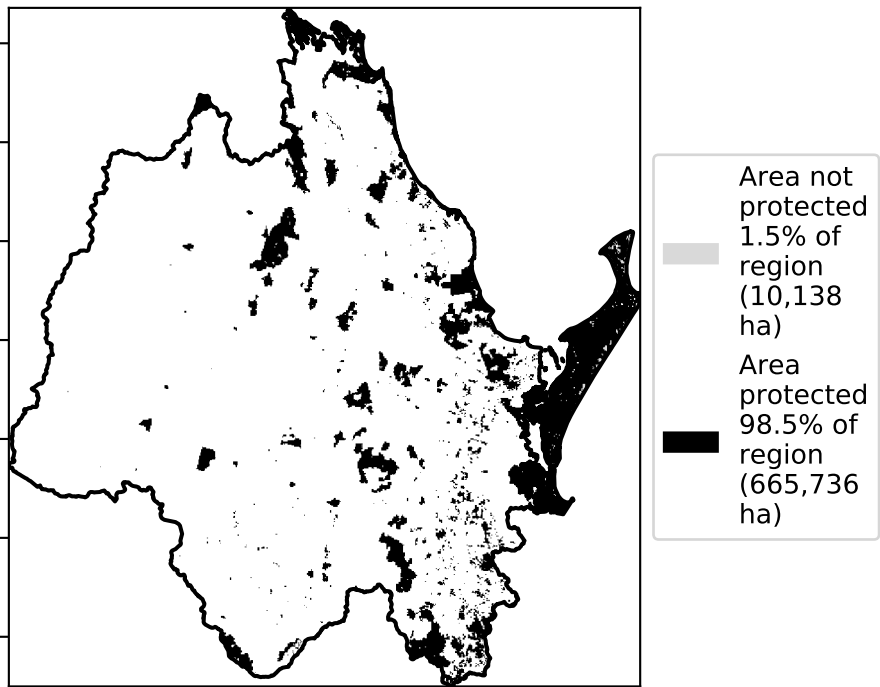 Area not
protected
1.5% of
region
(10,138
ha)
Area
protected
98.5% of
region
(665,736
ha)